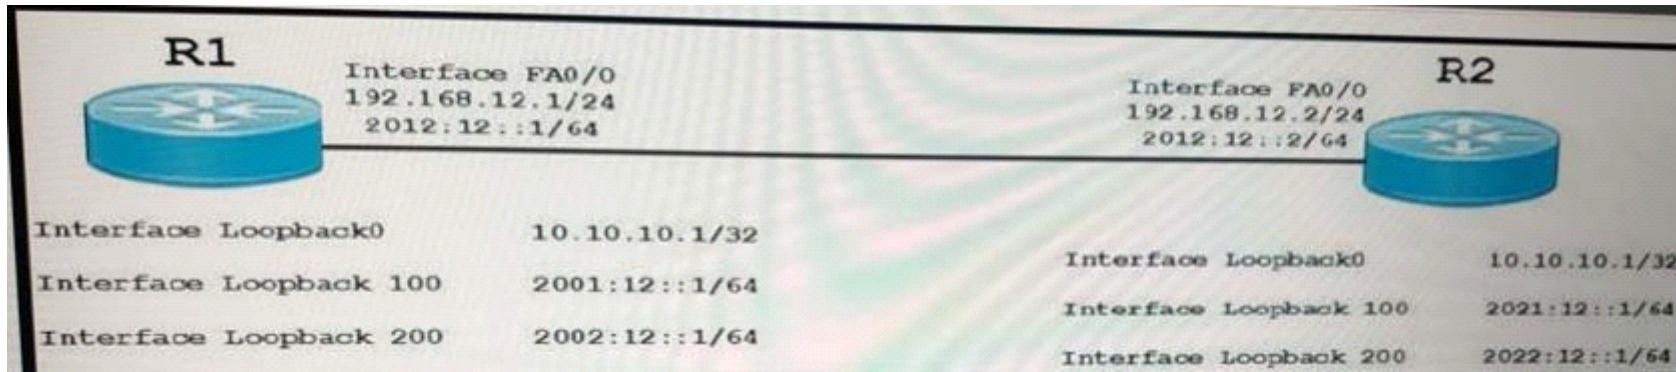 R1
Interface FA0/0
192.168.12.1/24
2012:12::1/64
R2
Interface FA0/0
192.168.12.2/24
2012:12::2/64
Interface Loopback0 10.10.10.1/32
Interface Loopback 100 2001:12::1/64
Interface Loopback 200 2002:12::1/64
Interface Loopback0 10.10.10.1/32
Interface Loopback 100 2021:12::1/64
Interface Loopback 200 2022:12::1/64